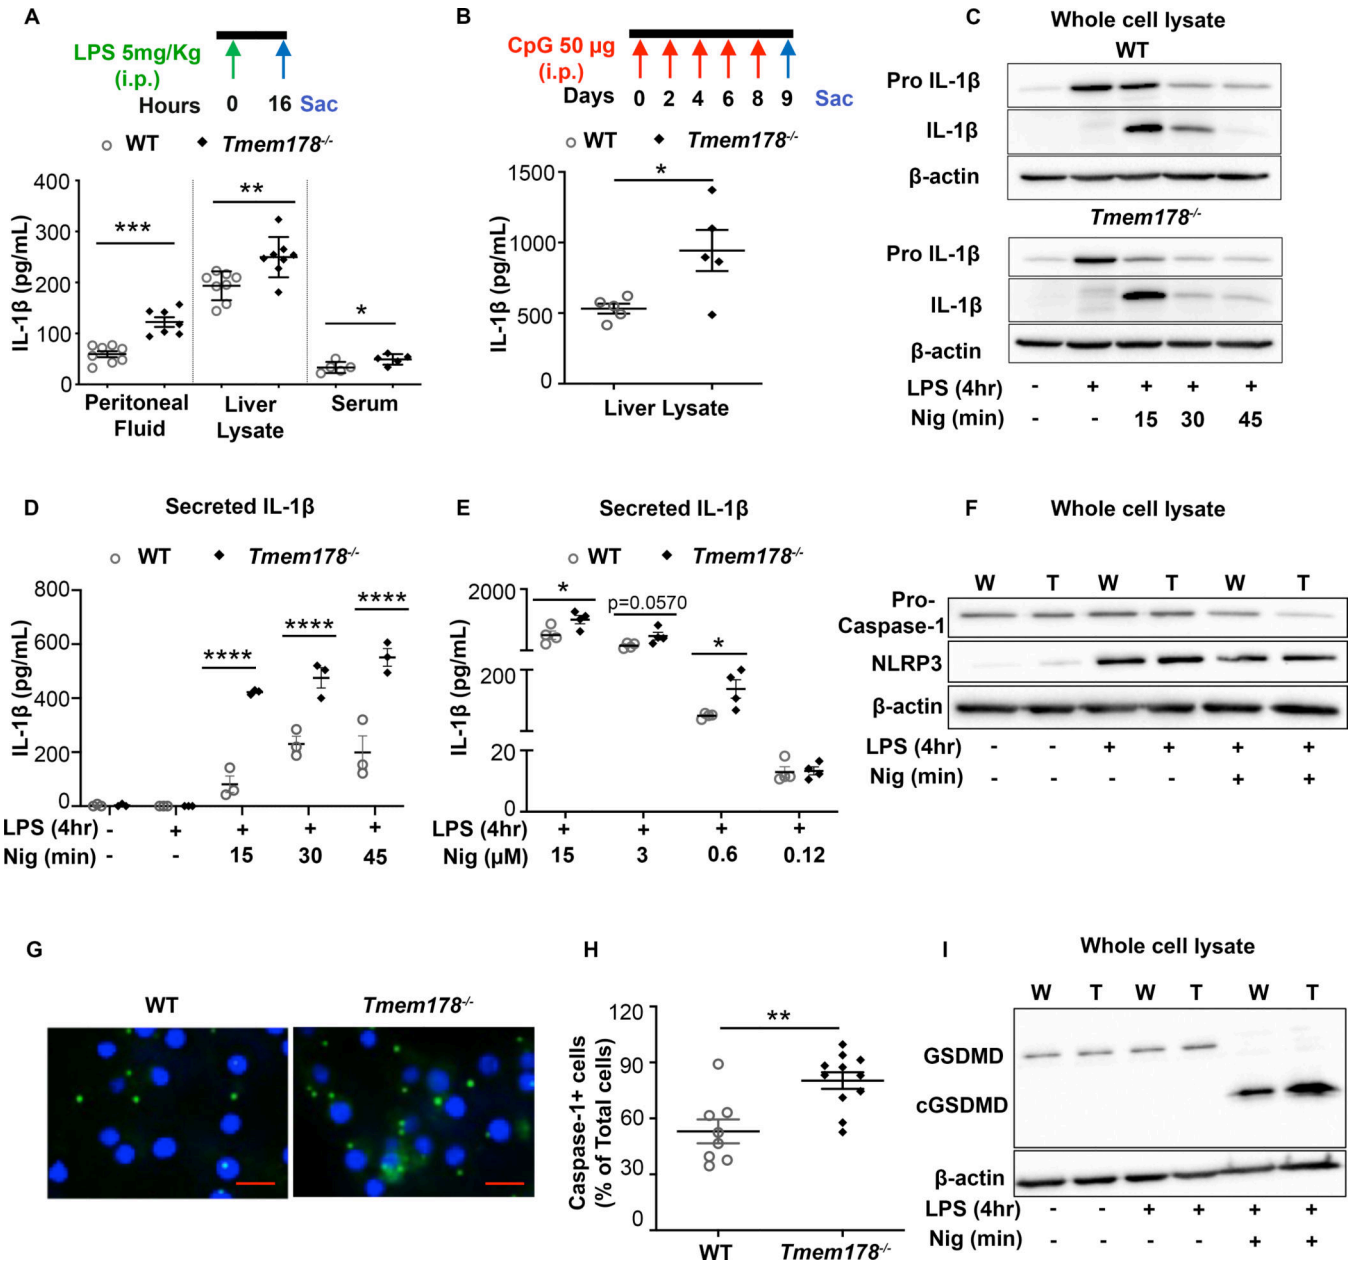 A
LPS 5mg/Kg
(i.p.)
Hours 0 16 Sac
WT Tmem178-/-
IL-1β (pg/mL)
400
300
200
100
0
*** ** *
Peritoneal Fluid
Liver Lysate
Serum
B
CpG 50 µg
(i.p.)
Days 0 2 4 6 8 9 Sac
WT Tmem178-/-
IL-1β (pg/mL)
1500
1000
500
0
*
Liver Lysate
C
Whole cell lysate
WT
Pro IL-1β
IL-1β
β-actin
Tmem178-/-
Pro IL-1β
IL-1β
β-actin
LPS (4hr) - + + + +
Nig (min) - - 15 30 45
D
Secreted IL-1β
WT Tmem178-/-
IL-1β (pg/mL)
800
600
400
200
0
**** **** ****
LPS (4hr) - + + + +
Nig (min) - - 15 30 45
E
Secreted IL-1β
WT Tmem178-/-
IL-1β (pg/mL)
2000
200
20
0
* p=0.0570 *
LPS (4hr) + + + +
Nig (µM) 15 3 0.6 0.12
F
Whole cell lysate
W T W T W T
Pro-
Caspase-1
NLRP3
β-actin
LPS (4hr) - - + + + +
Nig (min) - - - - + +
G
WT Tmem178-/-
H
Caspase-1+ cells
(% of Total cells)
120
90
60
30
0
**
WT Tmem178-/-
I
Whole cell lysate
W T W T W T
GSDMD
cGSDMD
β-actin
LPS (4hr) - - + + + +
Nig (min) - - - - + +